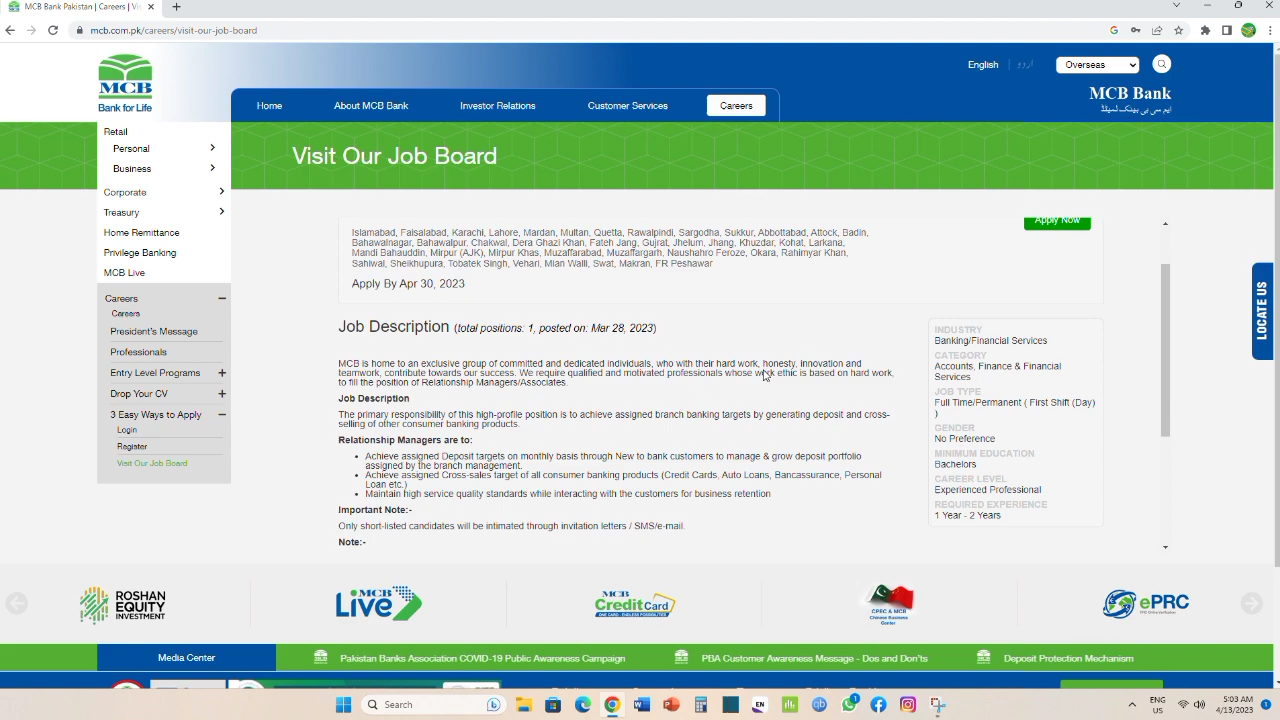 MCB Bank Pakistan | Careers | Vi
mcb.com.pk/careers/visit-our-job-board
English
اردو
Overseas
MCB
Bank for Life
Home
About MCB Bank
Investor Relations
Customer Services
Careers
MCB Bank
ایم سی بی بینک لمیٹڈ
Retail
Personal
Business
Corporate
Treasury
Home Remittance
Privilege Banking
MCB Live
Careers
Careers
President's Message
Professionals
Entry Level Programs
Drop Your CV
3 Easy Ways to Apply
Login
Register
Visit Our Job Board
Visit Our Job Board
Apply Now
Islamabad, Faisalabad, Karachi, Lahore, Mardan, Multan, Quetta, Rawalpindi, Sargodha, Sukkur, Abbottabad, Attock, Badin,
Bahawalnagar, Bahawalpur, Chakwal, Dera Ghazi Khan, Fateh Jang, Gujrat, Jhelum, Jhang, Khuzdar, Kohat, Larkana,
Mandi Bahauddin, Mirpur (AJK), Mirpur Khas, Muzaffarabad, Muzaffargarh, Naushahro Feroze, Okara, Rahimyar Khan,
Sahiwal, Sheikhupura, Tobatek Singh, Vehari, Mian Walli, Swat, Makran, FR Peshawar
Apply By Apr 30, 2023
Job Description (total positions: 1, posted on: Mar 28, 2023)
MCB is home to an exclusive group of committed and dedicated individuals, who with their hard work, honesty, innovation and
teamwork, contribute towards our success. We require qualified and motivated professionals whose work ethic is based on hard work,
to fill the position of Relationship Managers/Associates.
Job Description
The primary responsibility of this high-profile position is to achieve assigned branch banking targets by generating deposit and cross-
selling of other consumer banking products.
Relationship Managers are to:
• Achieve assigned Deposit targets on monthly basis through New to bank customers to manage & grow deposit portfolio
assigned by the branch management.
• Achieve assigned Cross-sales target of all consumer banking products (Credit Cards, Auto Loans, Bancassurance, Personal
Loan etc.)
• Maintain high service quality standards while interacting with the customers for business retention
Important Note:-
Only short-listed candidates will be intimated through invitation letters / SMS/e-mail.
Note:-
INDUSTRY
Banking/Financial Services
CATEGORY
Accounts, Finance & Financial
Services
JOB TYPE
Full Time/Permanent ( First Shift (Day)
)
GENDER
No Preference
MINIMUM EDUCATION
Bachelors
CAREER LEVEL
Experienced Professional
REQUIRED EXPERIENCE
1 Year - 2 Years
LOCATE US
ROSHAN
EQUITY
INVESTMENT
MCB
Live
MCB
CreditCard
ONE CARD - ENDLESS POSSIBILITIES
CPEC & MCB
Chinese Business
Center
ePRC
Media Center
Pakistan Banks Association COVID-19 Public Awareness Campaign
PBA Customer Awareness Message - Dos and Don'ts
Deposit Protection Mechanism
Search
ENG
US
5:03 AM
4/13/2023